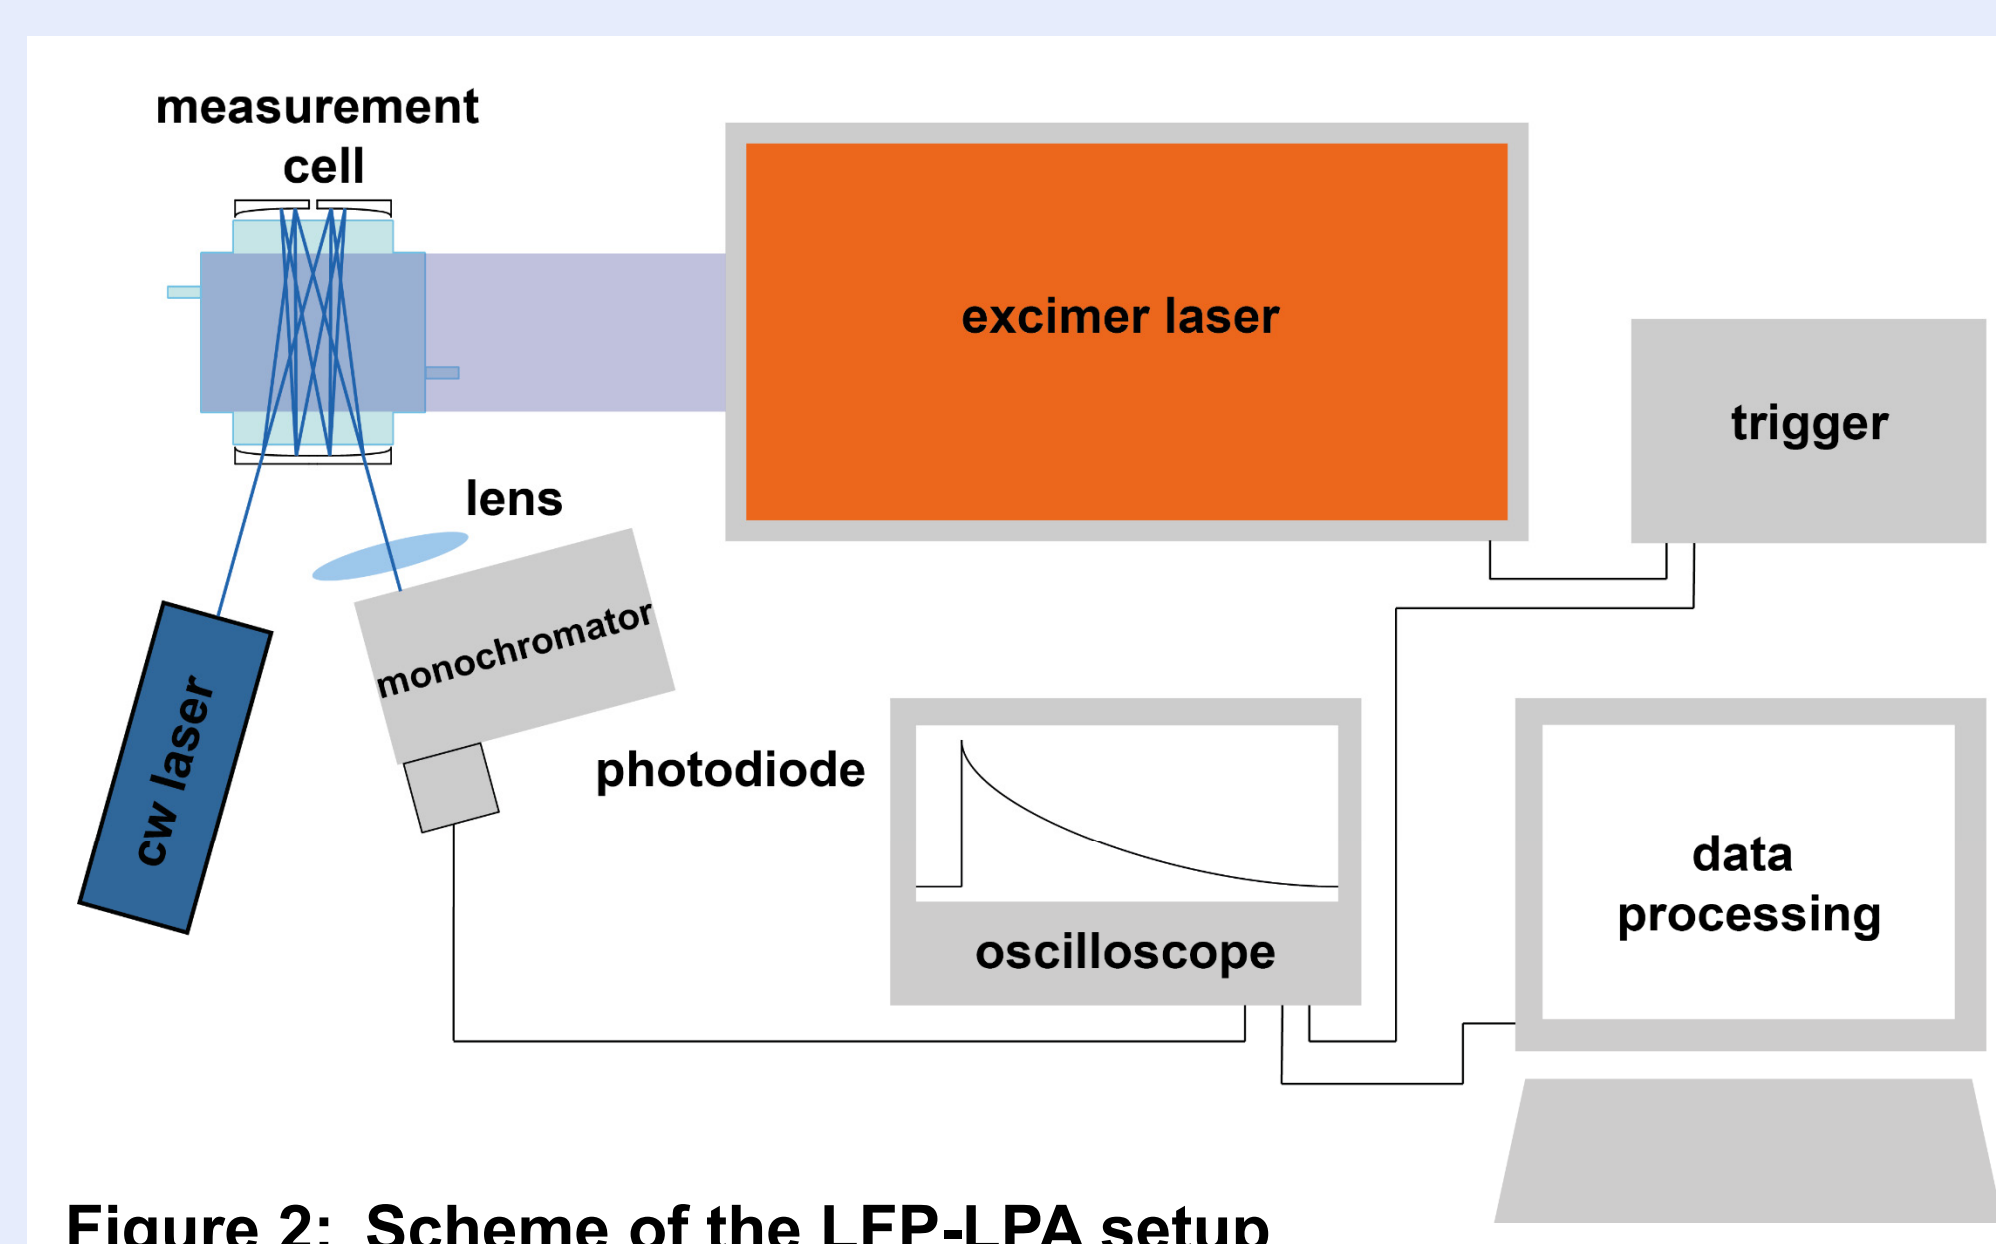 measurement
cell
excimer laser
trigger
lens
monochromator
cw laser
photodiode
oscilloscope
data
processing
Figure 2: Scheme of the LFP-LPA setup